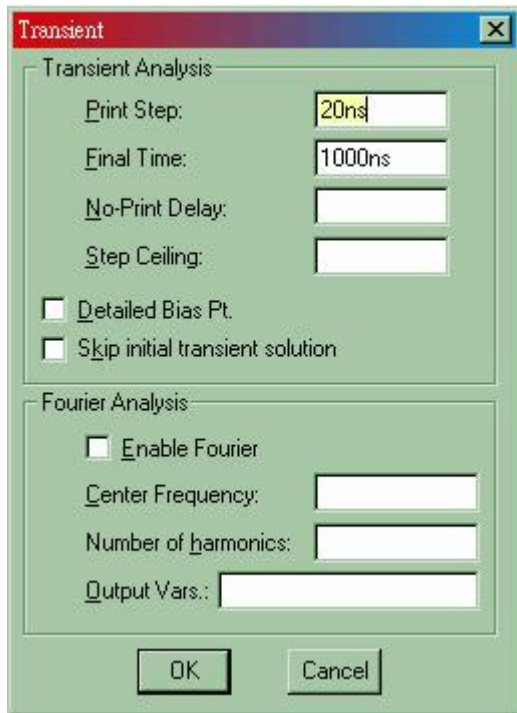 Transient
Transient Analysis
Print Step: 20ns
Final Time: 1000ns
No-Print Delay:
Step Ceiling:
Detailed Bias Pt.
Skip initial transient solution
Fourier Analysis
Enable Fourier
Center Frequency:
Number of harmonics:
Output Vars.:
OK Cancel